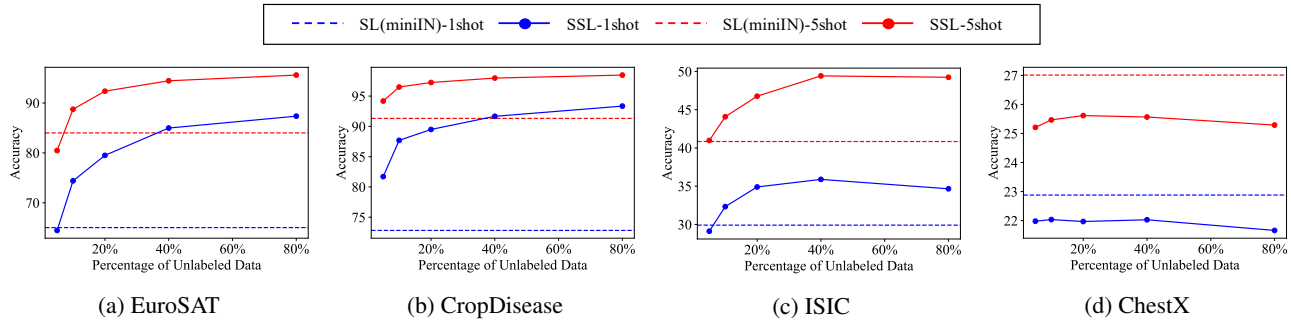 SL(miniIN)-1shot SSL-1shot SL(miniIN)-5shot SSL-5shot
Accuracy
90
80
70
20% 40% 60% 80%
Percentage of Unlabeled Data
(a) EuroSAT
Accuracy
95
90
85
80
75
20% 40% 60% 80%
Percentage of Unlabeled Data
(b) CropDisease
Accuracy
50
45
40
35
30
20% 40% 60% 80%
Percentage of Unlabeled Data
(c) ISIC
Accuracy
27
26
25
24
23
22
20% 40% 60% 80%
Percentage of Unlabeled Data
(d) ChestX